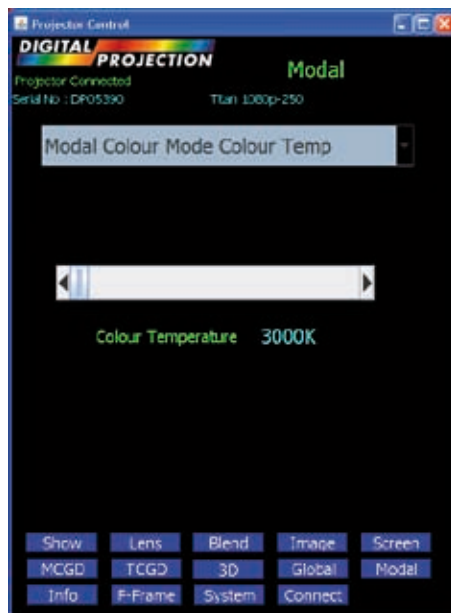 Projector Control
DIGITAL PROJECTION
Modal
Projector Connected
Serial No : DP05390 Titan 1080p-250
Modal Colour Mode Colour Temp
Colour Temperature 3000K
Show Lens Blend Image Screen
MCGD TCGD 3D Global Modal
Info F-Frame System Connect